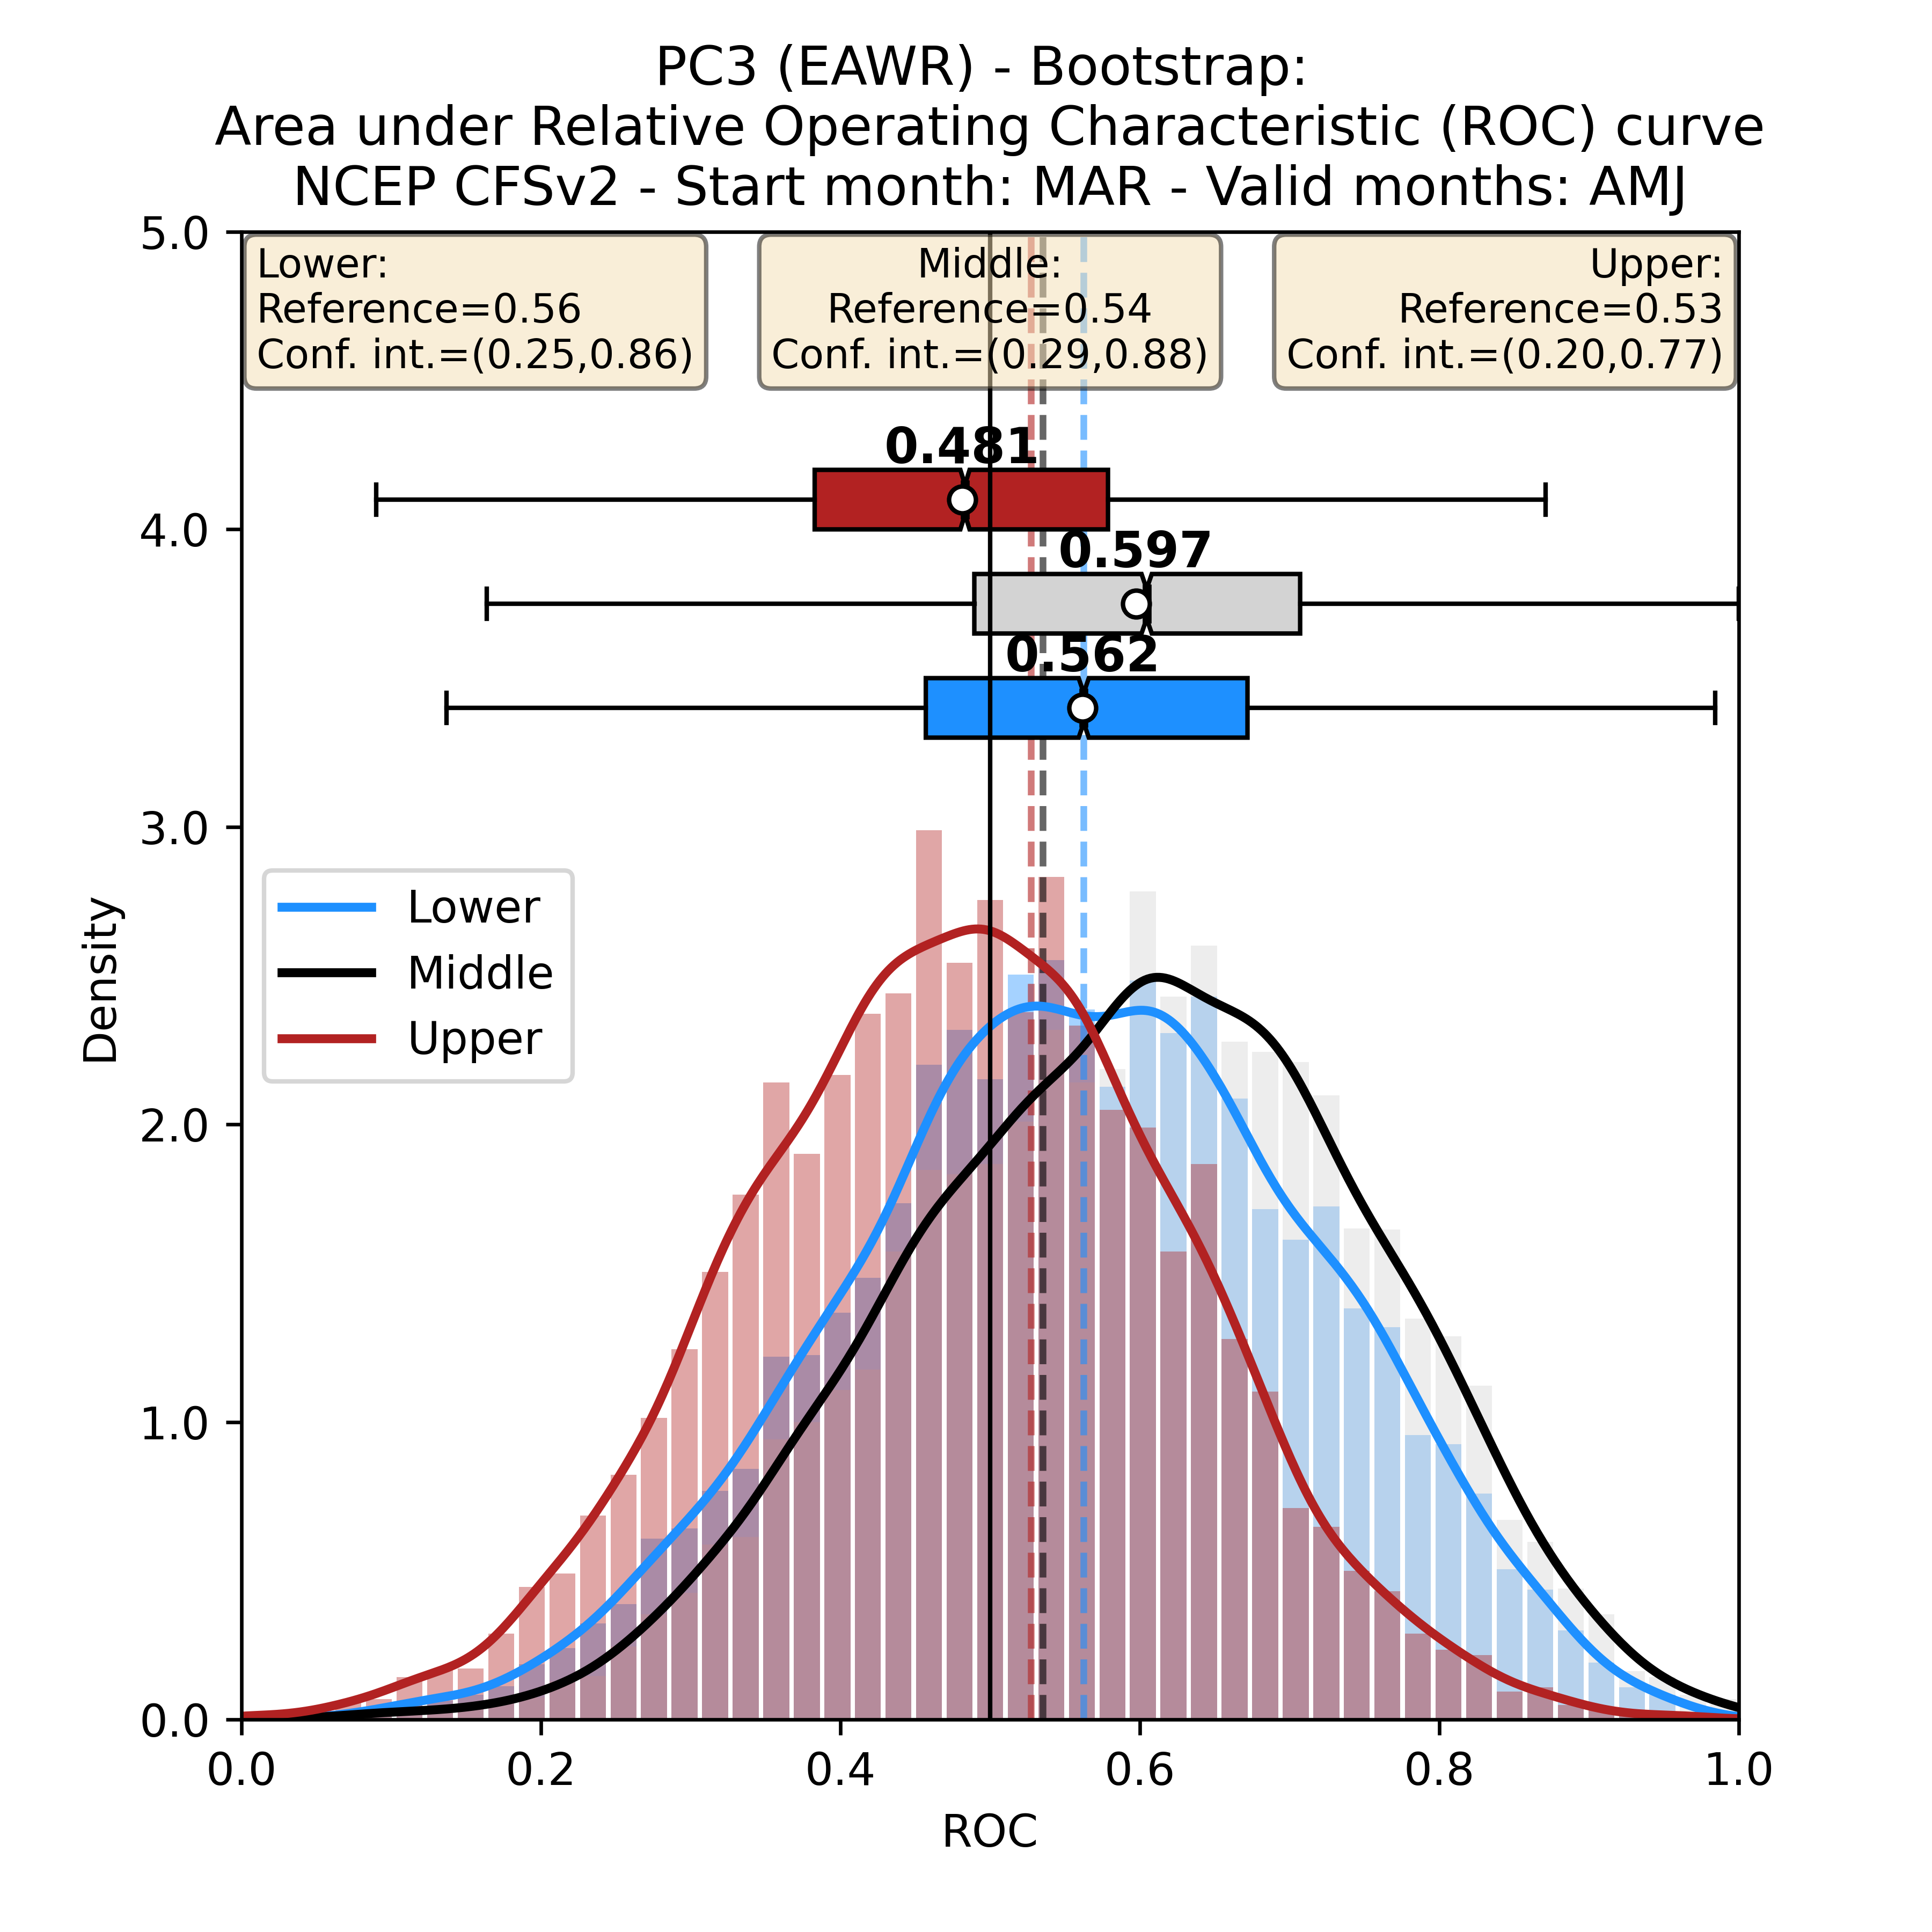 PC3 (EAWR) - Bootstrap:
Area under Relative Operating Characteristic (ROC) curve
NCEP CFSv2 - Start month: MAR - Valid months: AMJ
5.0
Lower:
Reference=0.56
Conf. int.=(0.25,0.86)
Middle:
Reference=0.54
Conf. int.=(0.29,0.88)
Upper:
Reference=0.53
Conf. int.=(0.20,0.77)
0.481
4.0
0.597
0.562
3.0
Lower
Middle
Upper
Density
2.0
1.0
0.0
0.0 0.2 0.4 0.6 0.8 1.0
ROC